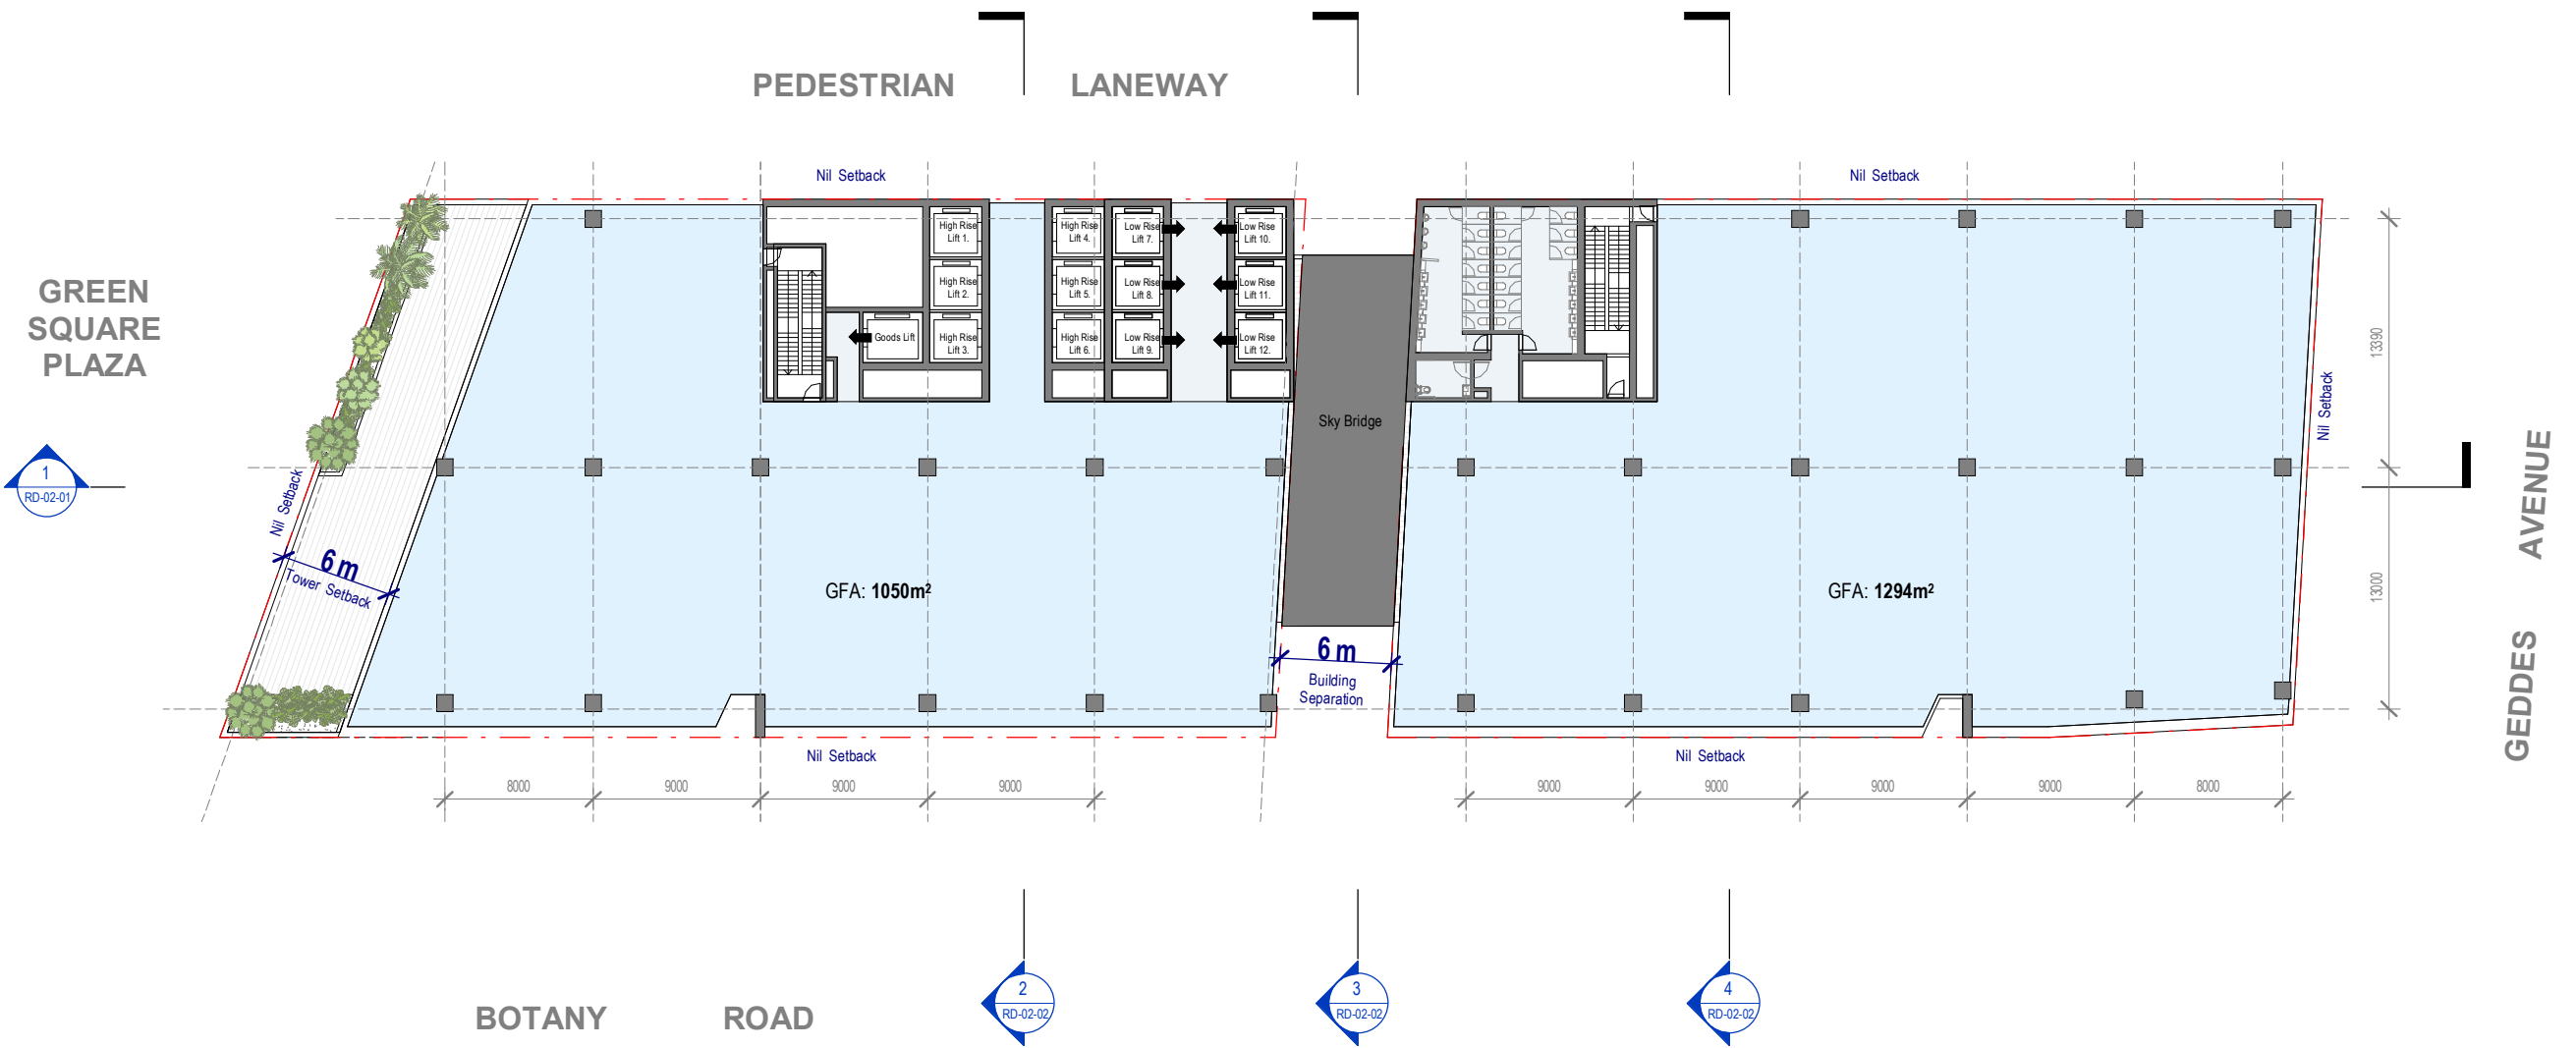 PEDESTRIAN LANEWAY
Nil Setback
Nil Setback
High Rise
Lift 1.
High Rise
Lift 4.
Low Rise
Lift 7.
Low Rise
Lift 10.
High Rise
Lift 2.
High Rise
Lift 5.
Low Rise
Lift 8.
Low Rise
Lift 11.
Goods Lift
High Rise
Lift 3.
High Rise
Lift 6.
Low Rise
Lift 9.
Low Rise
Lift 12.
GREEN
SQUARE
PLAZA
13390
Nil Setback
Sky Bridge
1
RD-02-01
Nil Setback
6 m
Tower Setback
GFA: 1050m²
GFA: 1294m²
13000
GEDDES AVENUE
6 m
Building
Separation
Nil Setback
Nil Setback
8000
9000
9000
9000
9000
9000
9000
9000
8000
BOTANY ROAD
2
RD-02-02
3
RD-02-02
4
RD-02-02